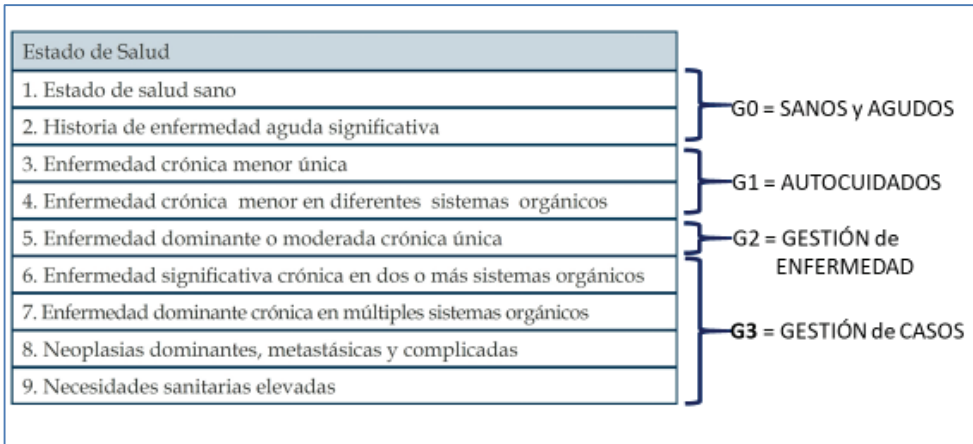 Estado de Salud
1. Estado de salud sano
2. Historia de enfermedad aguda significativa
3. Enfermedad crónica menor única
4. Enfermedad crónica menor en diferentes sistemas orgánicos
5. Enfermedad dominante o moderada crónica única
6. Enfermedad significativa crónica en dos o más sistemas orgánicos
7. Enfermedad dominante crónica en múltiples sistemas orgánicos
8. Neoplasias dominantes, metastásicas y complicadas
9. Necesidades sanitarias elevadas
G0 = SANOS y AGUDOS
G1 = AUTOCUIDADOS
G2 = GESTIÓN de
ENFERMEDAD
G3 = GESTIÓN de CASOS